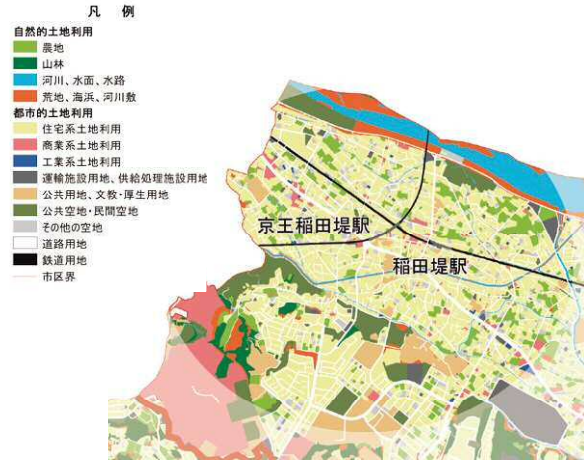 凡 例
自然的土地利用
農地
山林
河川、水面、水路
荒地、海浜、河川敷
都市的土地利用
住宅系土地利用
商業系土地利用
工業系土地利用
運輸施設用地、供給処理施設用地
公共用地、文教・厚生用地
公共空地・民間空地
その他の空地
道路用地
鉄道用地
市区界
京王稲田堤駅
稲田堤駅